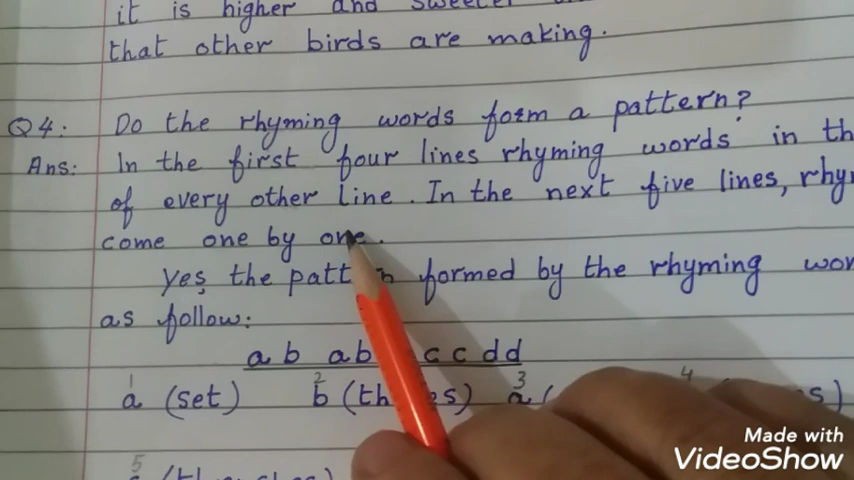 it is higher and sweeter
that other birds are making.
Q4: Do the rhyming words form a pattern?
Ans: In the first four lines rhyming words in th
of every other line. In the next five lines, rhy
come one by one.
Yes, the patt n formed by the rhyming wor
as follow:
a b ab c c d d
1 2 3 4
a (set) b (th es) a ( s)
5
Made with
VideoShow